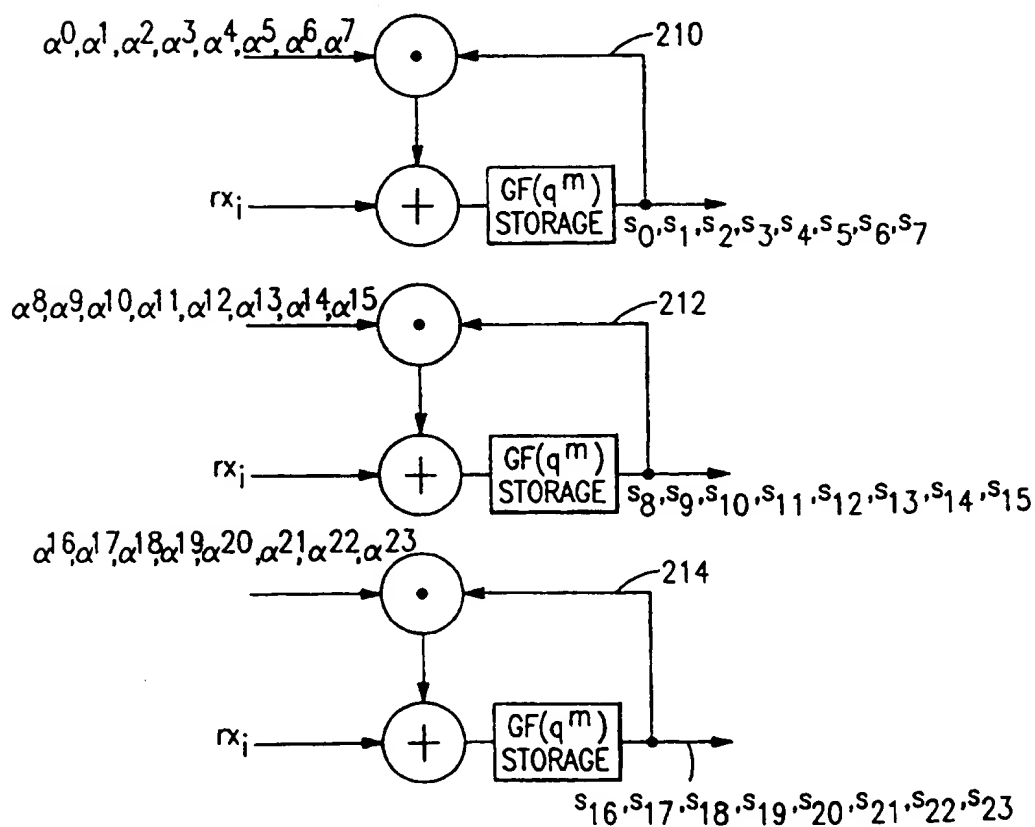 α⁰, α¹, α², α³, α⁴, α⁵, α⁶, α⁷
·
210
rxᵢ
+
GF(qᵐ)
STORAGE
s₀, s₁, s₂, s₃, s₄, s₅, s₆, s₇
α⁸, α⁹, α¹⁰, α¹¹, α¹², α¹³, α¹⁴, α¹⁵
·
212
rxᵢ
+
GF(qᵐ)
STORAGE
s₈, s₉, s₁₀, s₁₁, s₁₂, s₁₃, s₁₄, s₁₅
α¹⁶, α¹⁷, α¹⁸, α¹⁹, α²⁰, α²¹, α²², α²³
·
214
rxᵢ
+
GF(qᵐ)
STORAGE
s₁₆, s₁₇, s₁₈, s₁₉, s₂₀, s₂₁, s₂₂, s₂₃